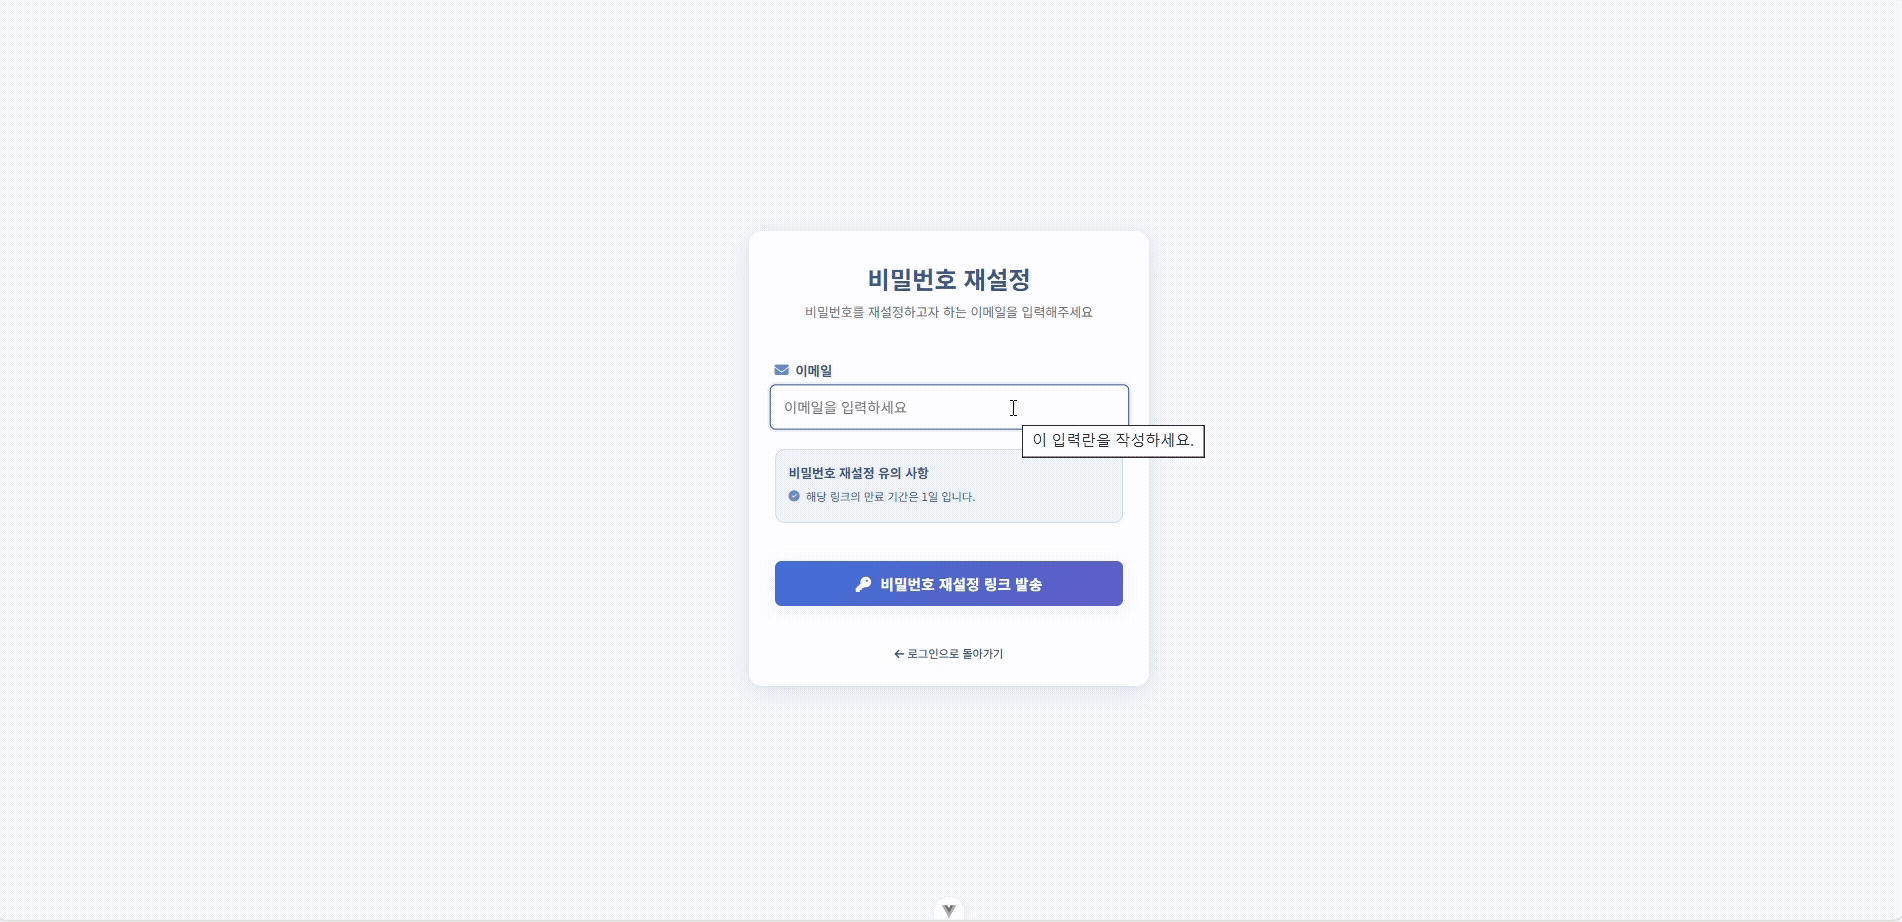 비밀번호 재설정
비밀번호를 재설정하고자 하는 이메일을 입력해주세요
이메일
이메일을 입력하세요
이 입력란을 작성하세요.
비밀번호 재설정 유의 사항
해당 링크의 만료 기간은 1일 입니다.
비밀번호 재설정 링크 발송
← 로그인으로 돌아가기